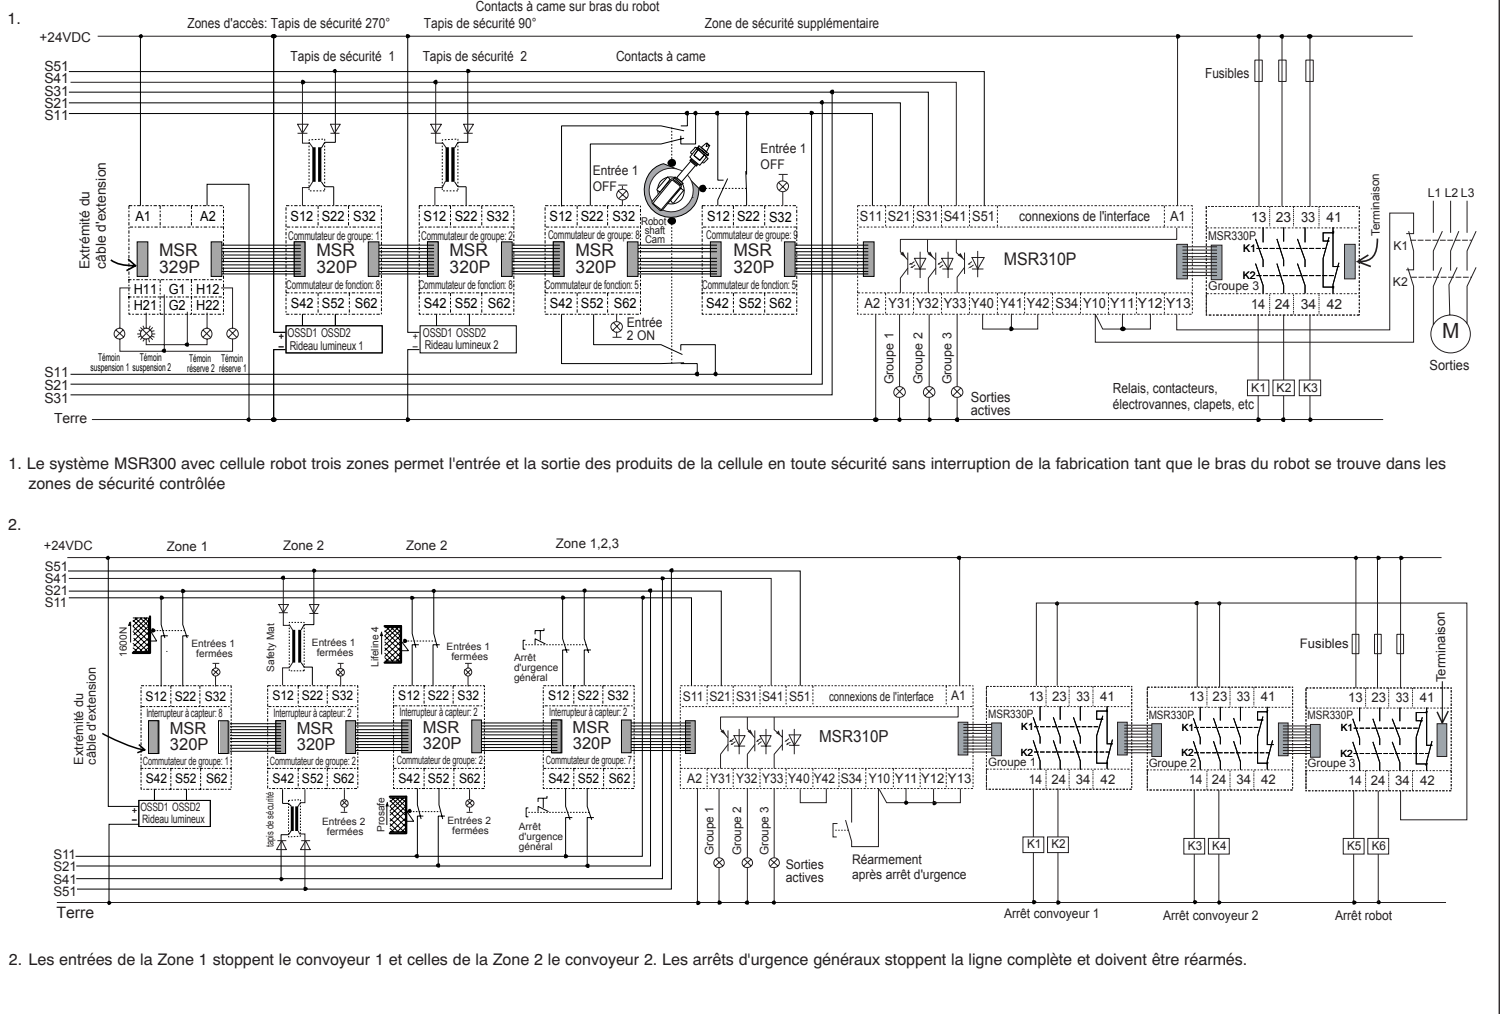 1.
Contacts à came sur bras du robot
Zones d'accès: Tapis de sécurité 270° Tapis de sécurité 90° Zone de sécurité supplémentaire
+24VDC
Tapis de sécurité 1 Tapis de sécurité 2 Contacts à came
S51
S41
S31
S21
S11
Fusibles
Entrée 1
OFF
Entrée 1
OFF
Extrémité du
câble d'extension
Terminaison
L1 L2 L3
A1 A2
MSR
329P
H11 G1 H12
H21 G2 H22
Témoin
suspension 1
Témoin
suspension 2
Témoin
réserve 2
Témoin
réserve 1
S12 S22 S32
Commutateur de groupe: 1
MSR
320P
Commutateur de fonction: 8
S42 S52 S62
OSSD1 OSSD2
+
–
Rideau lumineux 1
S12 S22 S32
Commutateur de groupe: 2
MSR
320P
Commutateur de fonction: 8
S42 S52 S62
OSSD1 OSSD2
+
–
Rideau lumineux 2
S12 S22 S32
Commutateur de groupe: 8
MSR
320P
Commutateur de fonction: 5
S42 S52 S62
Entrée
2 ON
Robot
shaft
Cam
S12 S22 S32
Commutateur de groupe: 9
MSR
320P
Commutateur de fonction: 5
S42 S52 S62
S11 S21 S31 S41 S51 connexions de l'interface A1
MSR310P
A2 Y31 Y32 Y33 Y40 Y41 Y42 S34 Y10 Y11 Y12 Y13
Groupe 1
Groupe 2
Groupe 3
Sorties
actives
13 23 33 41
MSR330P
K1
K2
Groupe 3
14 24 34 42
K1
K2
M
Sorties
Relais, contacteurs,
électrovannes, clapets, etc
K1 K2 K3
S11
S21
S31
Terre
1. Le système MSR300 avec cellule robot trois zones permet l'entrée et la sortie des produits de la cellule en toute sécurité sans interruption de la fabrication tant que le bras du robot se trouve dans les
zones de sécurité contrôlée
2.
+24VDC Zone 1 Zone 2 Zone 2 Zone 1,2,3
S51
S41
S21
S11
1600N
Entrées 1
fermées
Safety Mat
Entrées 1
fermées
Lifeline 4
Entrées 1
fermées
Arrêt
d'urgence
général
Fusibles
Terminaison
Extrémité du
câble d'extension
S12 S22 S32
Interrupteur à capteur: 8
MSR
320P
Commutateur de groupe: 1
S42 S52 S62
OSSD1 OSSD2
+
–
Rideau lumineux
S12 S22 S32
Interrupteur à capteur: 2
MSR
320P
Commutateur de groupe: 2
S42 S52 S62
tapis de sécurité
Entrées 2
fermées
S12 S22 S32
Interrupteur à capteur: 2
MSR
320P
Commutateur de groupe: 2
S42 S52 S62
Prosafe
Entrées 2
fermées
S12 S22 S32
Interrupteur à capteur: 2
MSR
320P
Commutateur de groupe: 7
S42 S52 S62
Arrêt
d'urgence
général
S11 S21 S31 S41 S51 connexions de l'interface A1
MSR310P
A2 Y31 Y32 Y33 Y40 Y42 S34 Y10 Y11 Y12 Y13
Groupe 1
Groupe 2
Groupe 3
Sorties
actives
Réarmement
après arrêt d'urgence
13 23 33 41
MSR330P
K1
K2
Groupe 1
14 24 34 42
K1 K2
Arrêt convoyeur 1
13 23 33 41
MSR330P
K1
K2
Groupe 2
14 24 34 42
K3 K4
Arrêt convoyeur 2
13 23 33 41
MSR330P
K1
K2
Groupe 3
14 24 34 42
K5 K6
Arrêt robot
S11
S21
S41
S51
Terre
2. Les entrées de la Zone 1 stoppent le convoyeur 1 et celles de la Zone 2 le convoyeur 2. Les arrêts d'urgence généraux stoppent la ligne complète et doivent être réarmés.